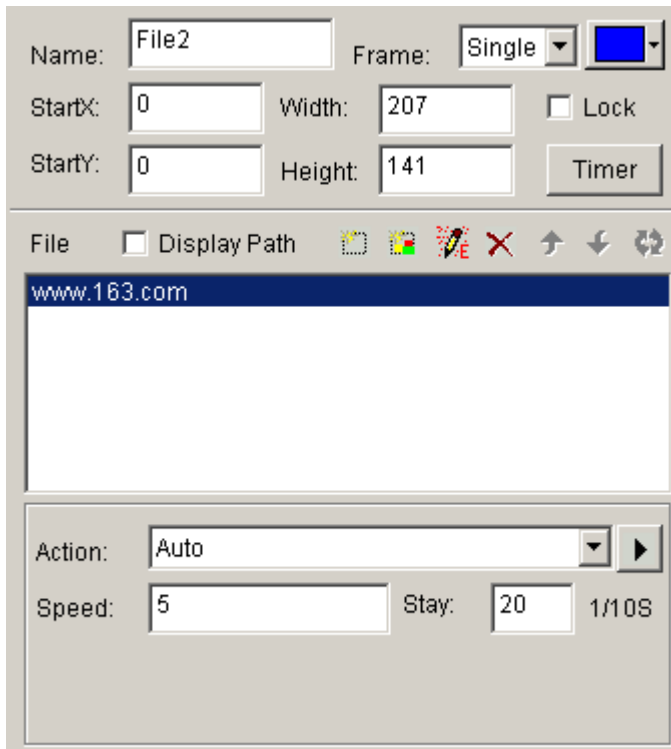 Name: File2 Frame: Single
StartX: 0 Width: 207 Lock
StartY: 0 Height: 141 Timer
File Display Path E
www.163.com
Action: Auto
Speed: 5 Stay: 20 1/10S